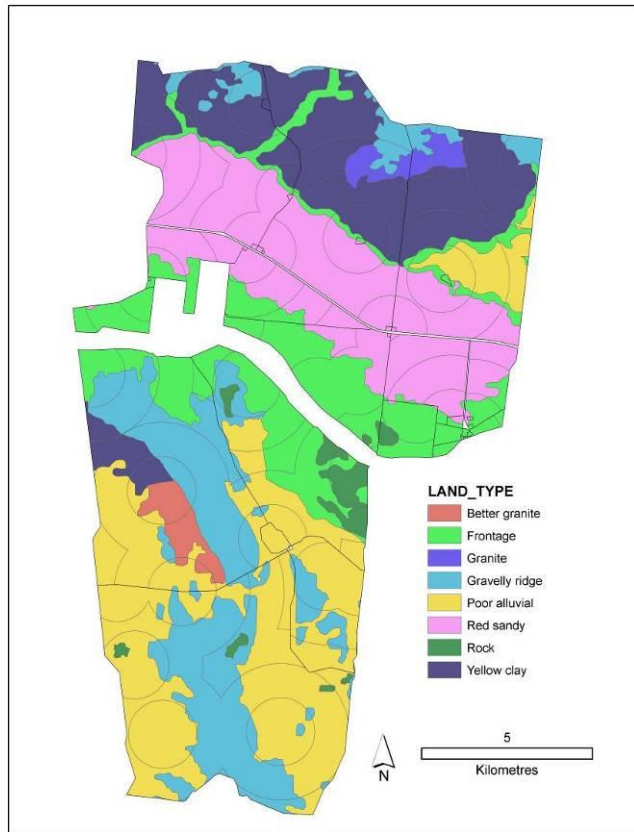 LAND_TYPE
Better granite
Frontage
Granite
Gravelly ridge
Poor alluvial
Red sandy
Rock
Yellow clay
N
5
Kilometres